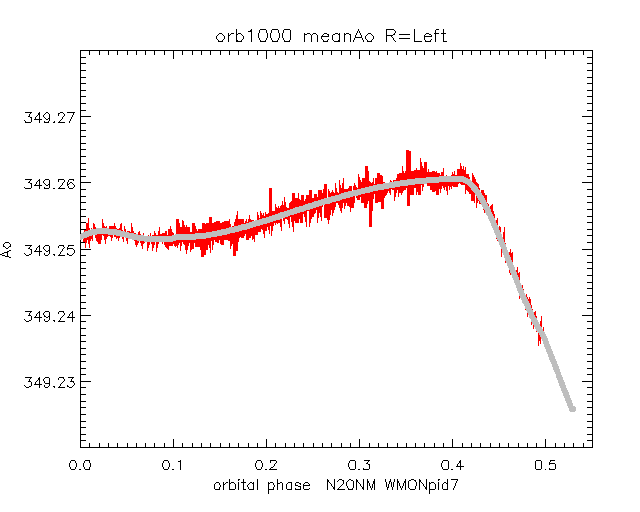 orb1000 meanAo R=Left
349.27
349.26
349.25
349.24
349.23
Ao
0.0 0.1 0.2 0.3 0.4 0.5
orbital phase N20NM WMONpid7